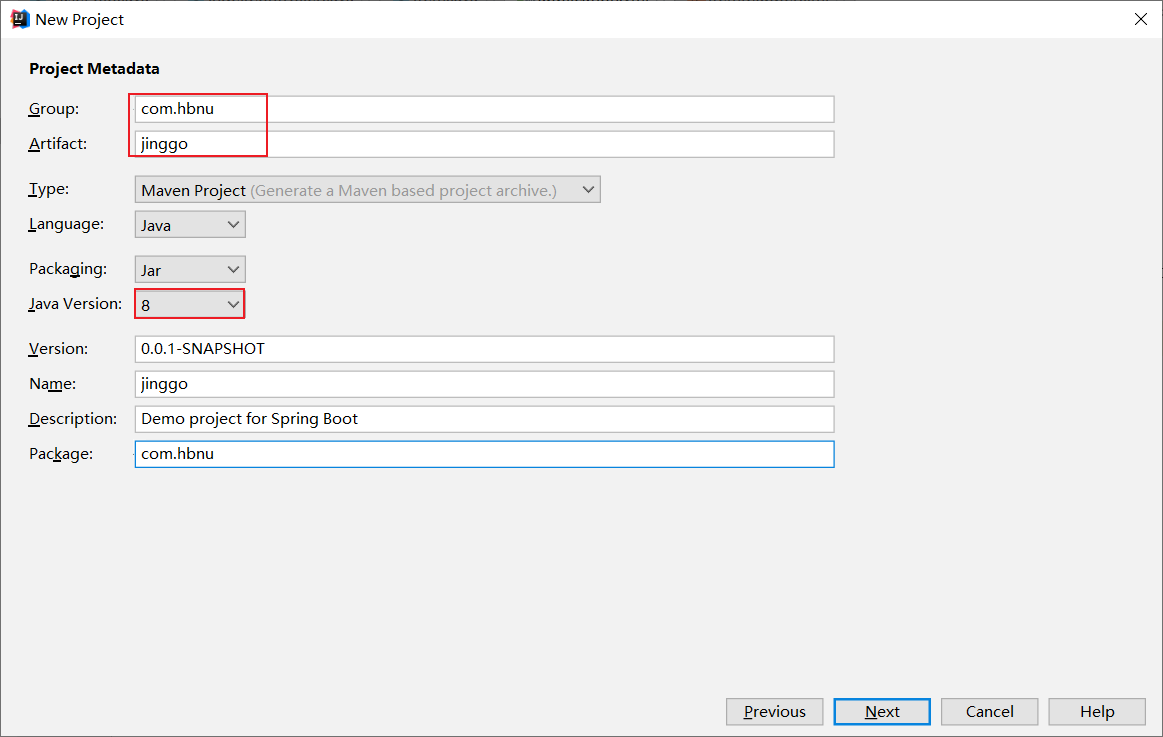 New Project
Project Metadata
Group: com.hbnu
Artifact: jinggo
Type: Maven Project (Generate a Maven based project archive.)
Language: Java
Packaging: Jar
Java Version: 8
Version: 0.0.1-SNAPSHOT
Name: jinggo
Description: Demo project for Spring Boot
Package: com.hbnu
Previous Next Cancel Help